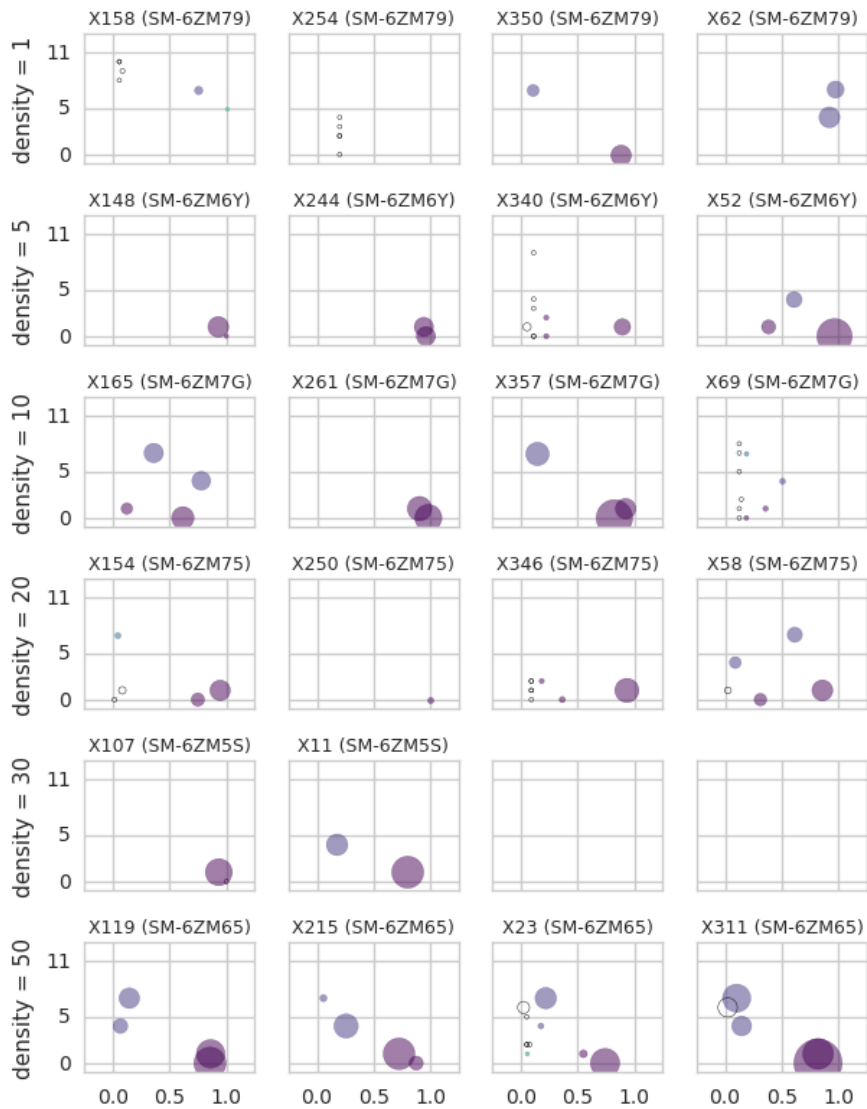 X158 (SM-6ZM79) X254 (SM-6ZM79) X350 (SM-6ZM79) X62 (SM-6ZM79)
density = 1
11
5
0
X148 (SM-6ZM6Y) X244 (SM-6ZM6Y) X340 (SM-6ZM6Y) X52 (SM-6ZM6Y)
density = 5
11
5
0
X165 (SM-6ZM7G) X261 (SM-6ZM7G) X357 (SM-6ZM7G) X69 (SM-6ZM7G)
density = 10
11
5
0
X154 (SM-6ZM75) X250 (SM-6ZM75) X346 (SM-6ZM75) X58 (SM-6ZM75)
density = 20
11
5
0
X107 (SM-6ZM5S) X11 (SM-6ZM5S)
density = 30
11
5
0
X119 (SM-6ZM65) X215 (SM-6ZM65) X23 (SM-6ZM65) X311 (SM-6ZM65)
density = 50
11
5
0
0.0 0.5 1.0 0.0 0.5 1.0 0.0 0.5 1.0 0.0 0.5 1.0